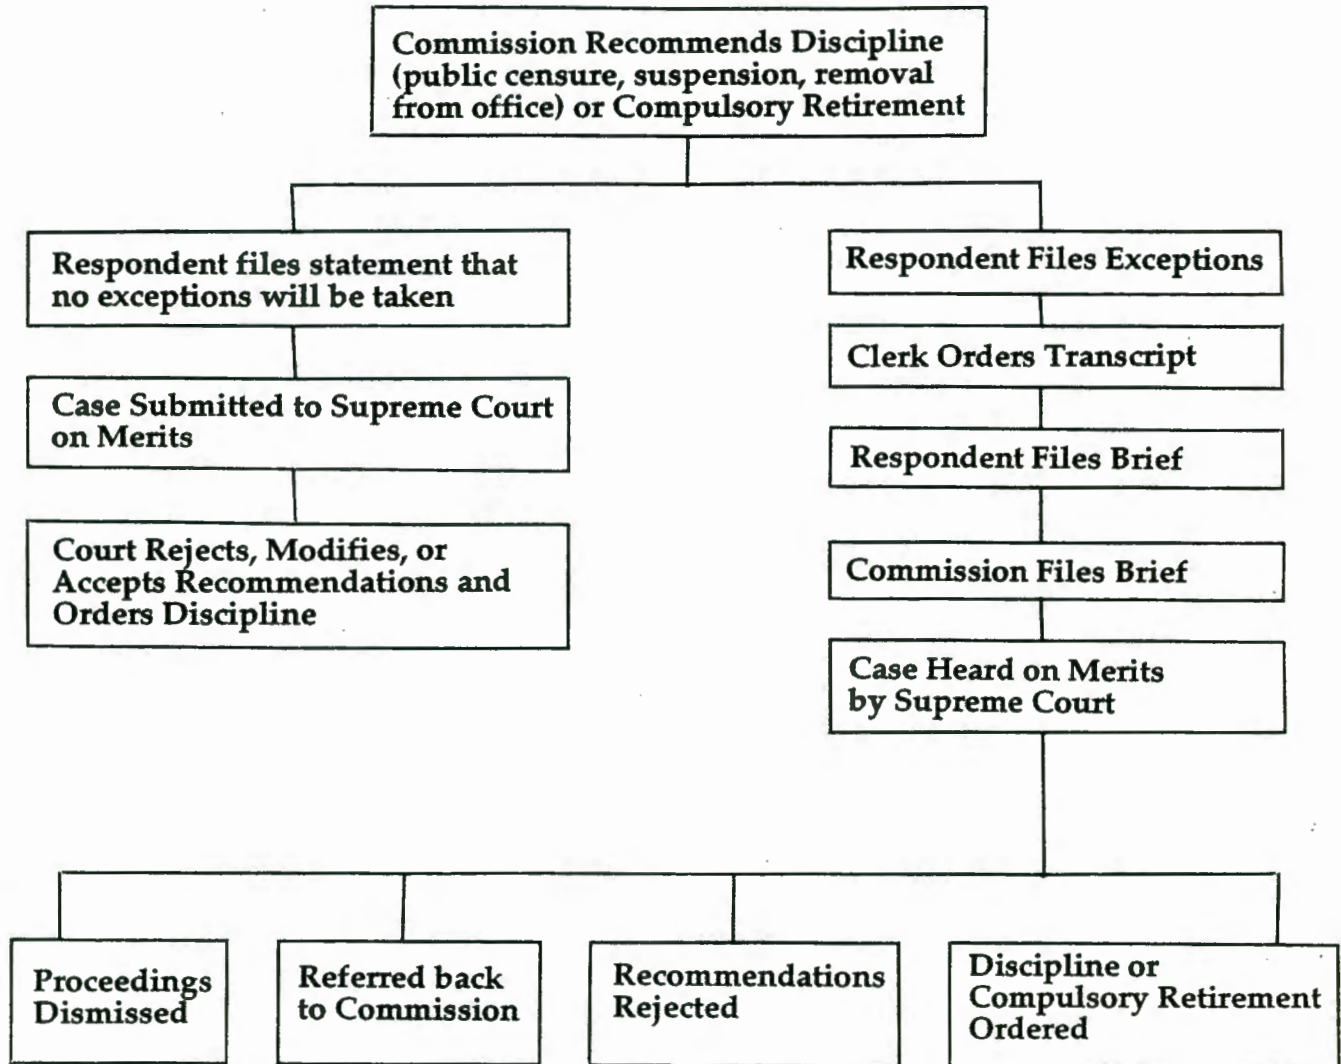 Commission Recommends Discipline
(public censure, suspension, removal
from office) or Compulsory Retirement
Respondent files statement that
no exceptions will be taken
Case Submitted to Supreme Court
on Merits
Court Rejects, Modifies, or
Accepts Recommendations and
Orders Discipline
Respondent Files Exceptions
Clerk Orders Transcript
Respondent Files Brief
Commission Files Brief
Case Heard on Merits
by Supreme Court
Proceedings
Dismissed
Referred back
to Commission
Recommendations
Rejected
Discipline or
Compulsory Retirement
Ordered